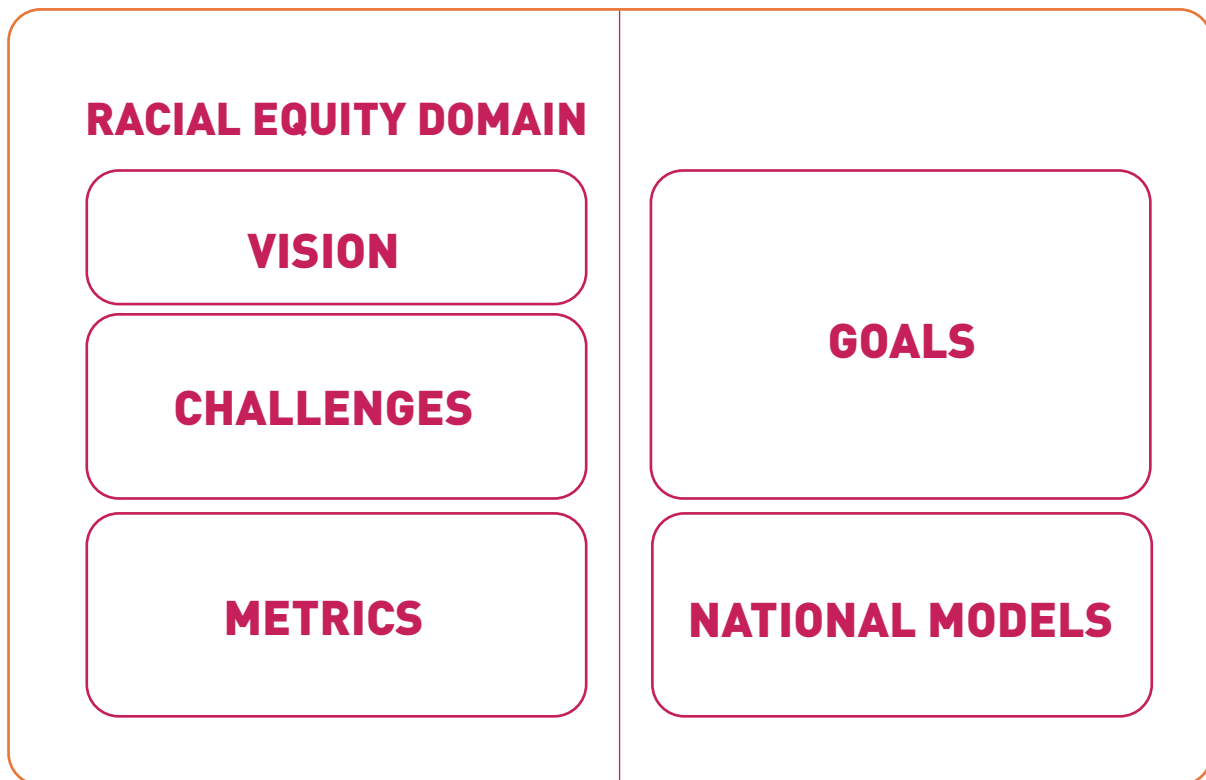 RACIAL EQUITY DOMAIN
VISION
CHALLENGES
METRICS
GOALS
NATIONAL MODELS